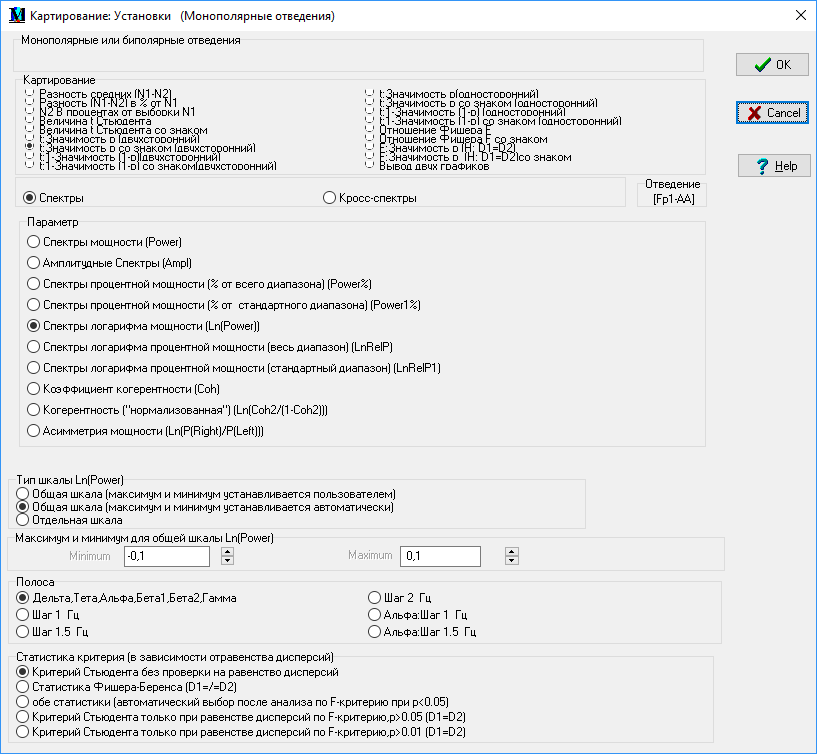 Картирование: Установки (Монополярные отведения)
Монополярные или биполярные отведения
OK
Картирование
Разность средних (N1-N2)
Разность (N1-N2) в % от N1
N2 В процентах от выборки N1
Величина t Стьюдента
Величина t Стьюдента со знаком
t:Значимость p(двухсторонний)
t:Значимость p со знаком (двухсторонний)
t:1-Значимость (1-p)(двухсторонний)
t:1-Значимость (1-p) со знаком(двухсторонний)
t:Значимость p(односторонний)
t:Значимость p со знаком (односторонний)
t:1-Значимость (1-p) (односторонний)
t:1-Значимость (1-p) со знаком (односторонний)
Отношение Фишера F
Отношение Фишера F со знаком
F:Значимость p (H: D1=D2)
F:Значимость p (H: D1=D2)со знаком
Вывод двух графиков
Cancel
Help
Спектры
Кросс-спектры
Отведение
[Fp1-AA]
Параметр
Спектры мощности (Power)
Амплитудные Спектры (Ampl)
Спектры процентной мощности (% от всего диапазона) (Power%)
Спектры процентной мощности (% от стандартного диапазона) (Power1%)
Спектры логарифма мощности (Ln(Power))
Спектры логарифма процентной мощности (весь диапазон) (LnRelP)
Спектры логарифма процентной мощности (стандартный диапазон) (LnRelP1)
Коэффициент когерентности (Coh)
Когерентность ("нормализованная") (Ln(Coh2/(1-Coh2)))
Асимметрия мощности (Ln(P(Right)/P(Left)))
Тип шкалы Ln(Power)
Общая шкала (максимум и минимум устанавливается пользователем)
Общая шкала (максимум и минимум устанавливается автоматически)
Отдельная шкала
Максимум и минимум для общей шкалы Ln(Power)
Minimum -0,1 Maximum 0,1
Полоса
Дельта,Тета,Альфа,Бета1,Бета2,Гамма
Шаг 1 Гц
Шаг 1.5 Гц
Шаг 2 Гц
Альфа:Шаг 1 Гц
Альфа:Шаг 1.5 Гц
Статистика критерия (в зависимости отравенства дисперсий)
Критерий Стьюдента без проверки на равенство дисперсий
Статистика Фишера-Беренса (D1=/=D2)
обе статистики (автоматический выбор после анализа по F-критерию при p<0.05)
Критерий Стьюдента только при равенстве дисперсий по F-критерию,p>0.05 (D1=D2)
Критерий Стьюдента только при равенстве дисперсий по F-критерию,p>0.01 (D1=D2)